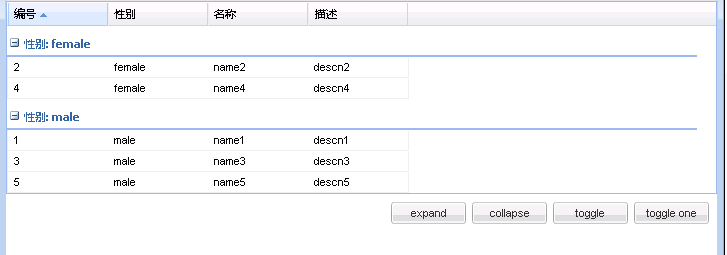 编号 性别 名称 描述
性别: female
2 female name2 descn2
4 female name4 descn4
性别: male
1 male name1 descn1
3 male name3 descn3
5 male name5 descn5
expand collapse toggle toggle one